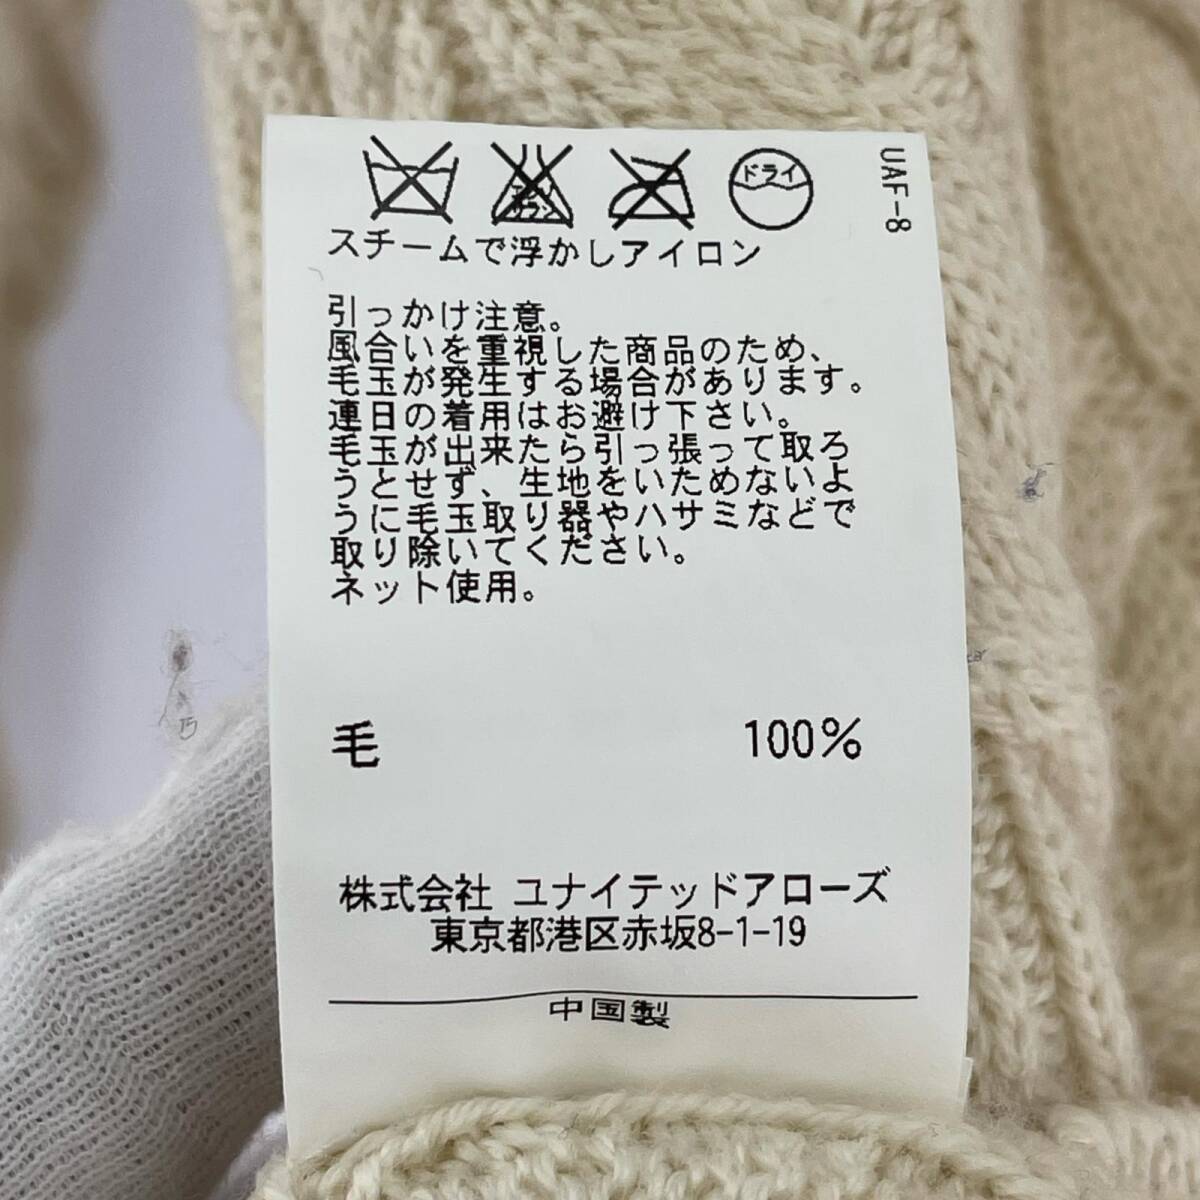 ドライ
UAF-8
スチームで浮かしアイロン
引っかけ注意。
風合いを重視した商品のため、
毛玉が発生する場合があります。
連日の着用はお避け下さい。
毛玉が出来たら引っ張って取ろ
うとせず、生地をいためないよ
うに毛玉取り器やハサミなどで
取り除いてください。
ネット使用。
毛 100%
株式会社 ユナイテッドアローズ
東京都港区赤坂8-1-19
中国製